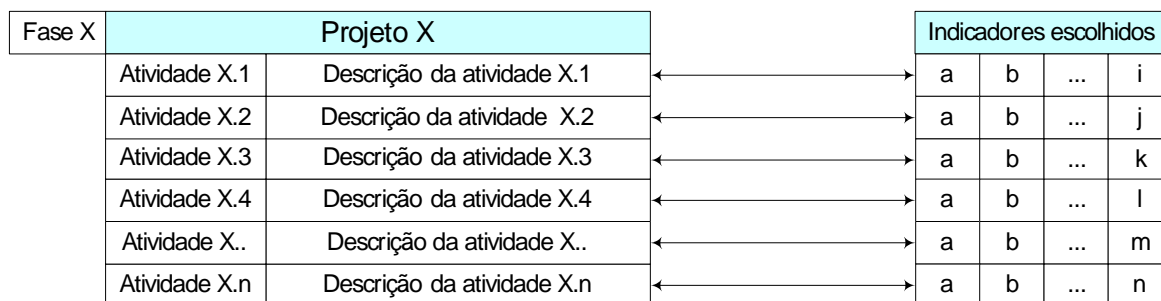 Fase X Projeto X Indicadores escolhidos
Atividade X.1 Descrição da atividade X.1 a b ... i
Atividade X.2 Descrição da atividade X.2 a b ... j
Atividade X.3 Descrição da atividade X.3 a b ... k
Atividade X.4 Descrição da atividade X.4 a b ... l
Atividade X.. Descrição da atividade X.. a b ... m
Atividade X.n Descrição da atividade X.n a b ... n